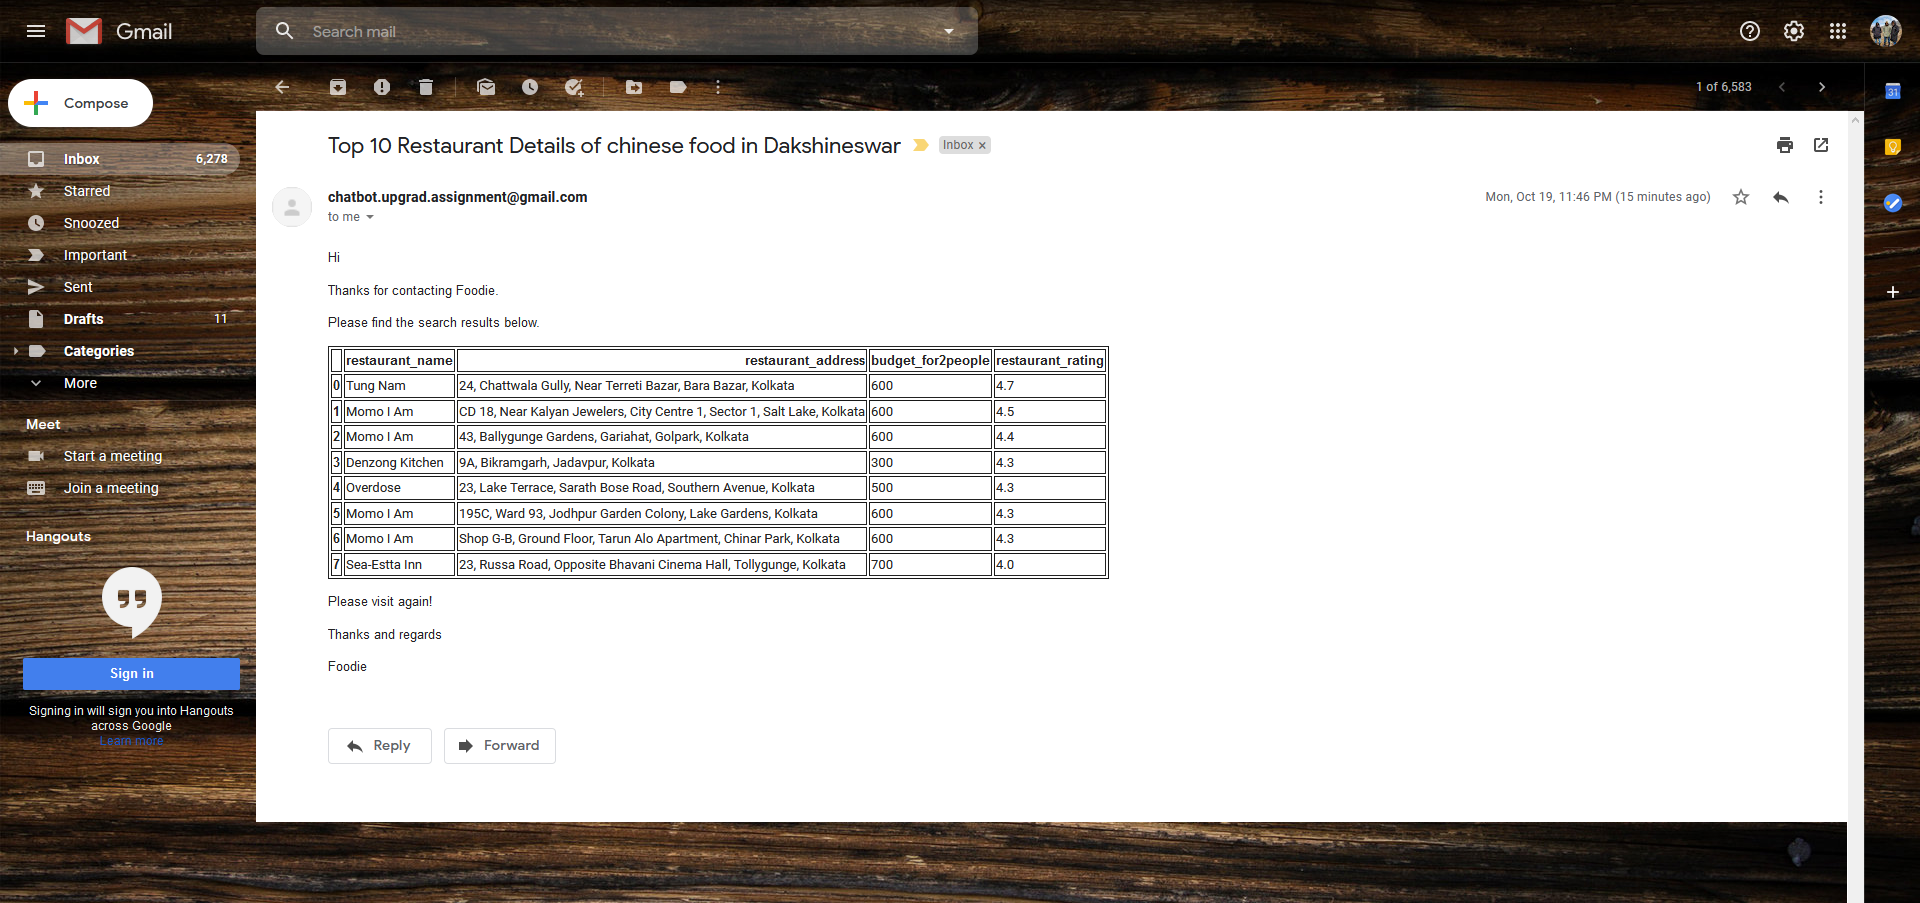 Gmail
Search mail
Compose
1 of 6,583
31
Inbox 6,278
Starred
Snoozed
Important
Sent
Drafts 11
Categories
More
Meet
Start a meeting
Join a meeting
Hangouts
Sign in
Signing in will sign you into Hangouts
across Google
Learn more
Top 10 Restaurant Details of chinese food in Dakshineswar Inbox x
chatbot.upgrad.assignment@gmail.com Mon, Oct 19, 11:46 PM (15 minutes ago)
to me
Hi
Thanks for contacting Foodie.
Please find the search results below.
restaurant_name restaurant_address budget_for2people restaurant_rating
0 Tung Nam 24, Chattwala Gully, Near Terreti Bazar, Bara Bazar, Kolkata 600 4.7
1 Momo I Am CD 18, Near Kalyan Jewelers, City Centre 1, Sector 1, Salt Lake, Kolkata 600 4.5
2 Momo I Am 43, Ballygunge Gardens, Gariahat, Golpark, Kolkata 600 4.4
3 Denzong Kitchen 9A, Bikramgarh, Jadavpur, Kolkata 300 4.3
4 Overdose 23, Lake Terrace, Sarath Bose Road, Southern Avenue, Kolkata 500 4.3
5 Momo I Am 195C, Ward 93, Jodhpur Garden Colony, Lake Gardens, Kolkata 600 4.3
6 Momo I Am Shop G-B, Ground Floor, Tarun Alo Apartment, Chinar Park, Kolkata 600 4.3
7 Sea-Estta Inn 23, Russa Road, Opposite Bhavani Cinema Hall, Tollygunge, Kolkata 700 4.0
Please visit again!
Thanks and regards
Foodie
Reply Forward